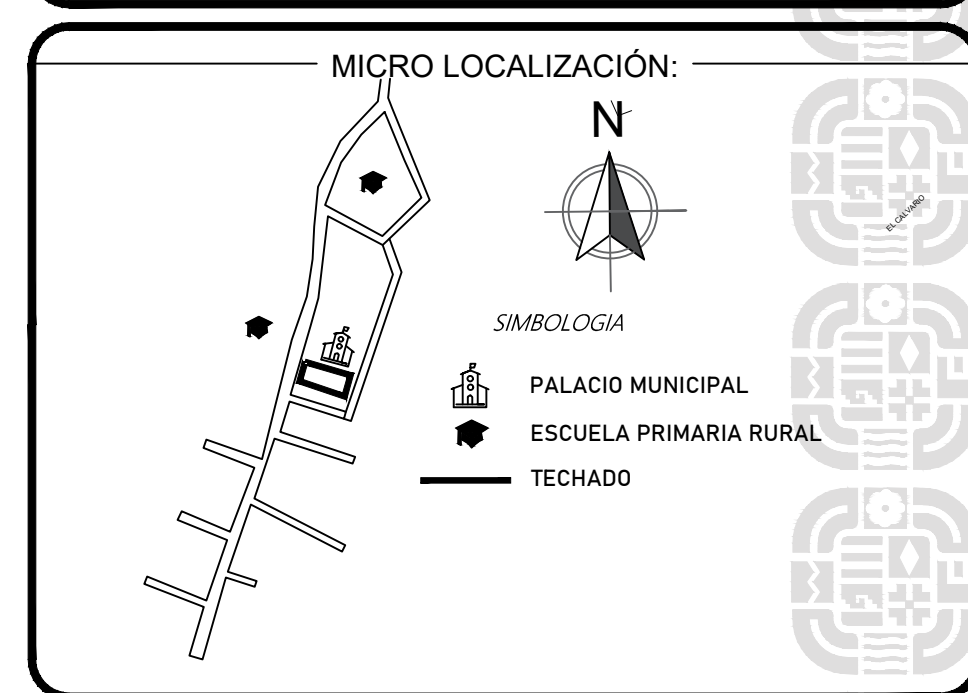 MICRO LOCALIZACIÓN:
N
EL CALVARIO
SIMBOLOGIA
PALACIO MUNICIPAL
ESCUELA PRIMARIA RURAL
TECHADO